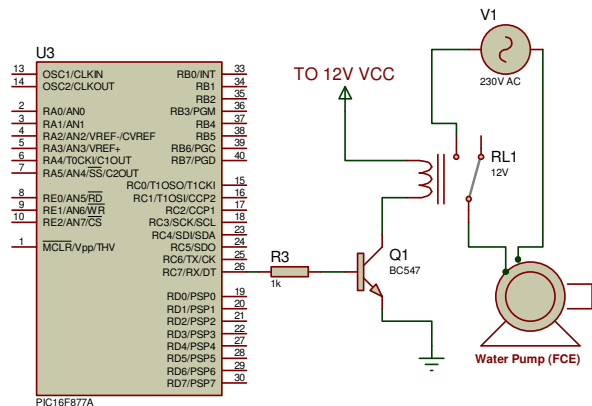 U3
13 OSC1/CLKIN RB0/INT 33
14 OSC2/CLKOUT RB1 34
RB2 35
2 RA0/AN0 RB3/PGM 36
3 RA1/AN1 RB4 37
4 RA2/AN2/VREF-/CVREF RB5 38
5 RA3/AN3/VREF+ RB6/PGC 39
6 RA4/T0CKI/C1OUT RB7/PGD 40
7 RA5/AN4/SS/C2OUT
RC0/T1OSO/T1CKI 15
8 RE0/AN5/RD RC1/T1OSI/CCP2 16
9 RE1/AN6/WR RC2/CCP1 17
10 RE2/AN7/CS RC3/SCK/SCL 18
RC4/SDI/SDA 23
1 MCLR/Vpp/THV RC5/SDO 24
RC6/TX/CK 25
RC7/RX/DT 26
RD0/PSP0 19
RD1/PSP1 20
RD2/PSP2 21
RD3/PSP3 22
RD4/PSP4 27
RD5/PSP5 28
RD6/PSP6 29
RD7/PSP7 30
PIC16F877A
R3
1k
TO 12V VCC
Q1
BC547
V1
230V AC
RL1
12V
Water Pump (FCE)